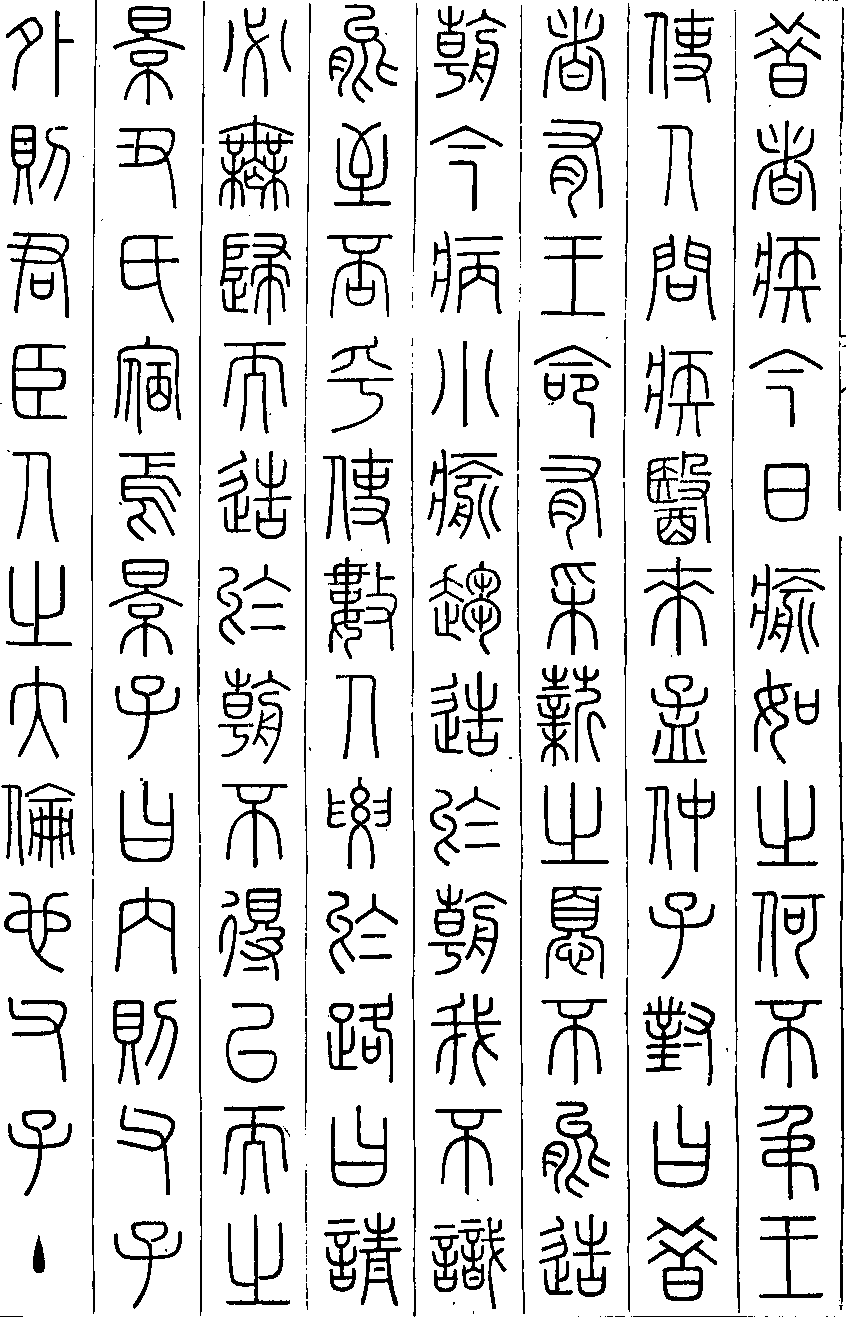 昔者疾今日瘉如之何不弔王
使人問疾醫來孟仲子對曰昔
者有王命有采薪之憂不能造
朝今病小瘉趨造於朝我不識
能至否乎使數人要於路曰請
必無歸而造於朝不得已而之
景丑氏宿焉景子曰內則父子
外則君臣人之大倫也父子、